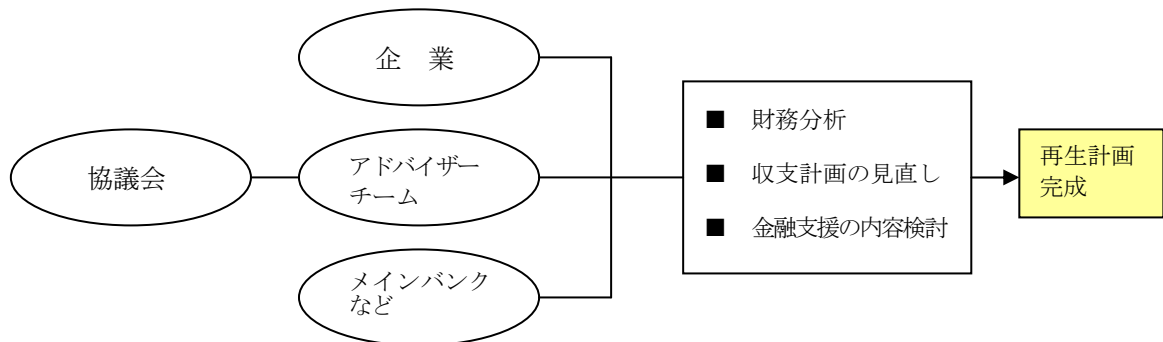 企 業
協議会
アドバイザー
チーム
メインバンク
など
■ 財務分析
■ 収支計画の見直し
■ 金融支援の内容検討
再生計画
完成